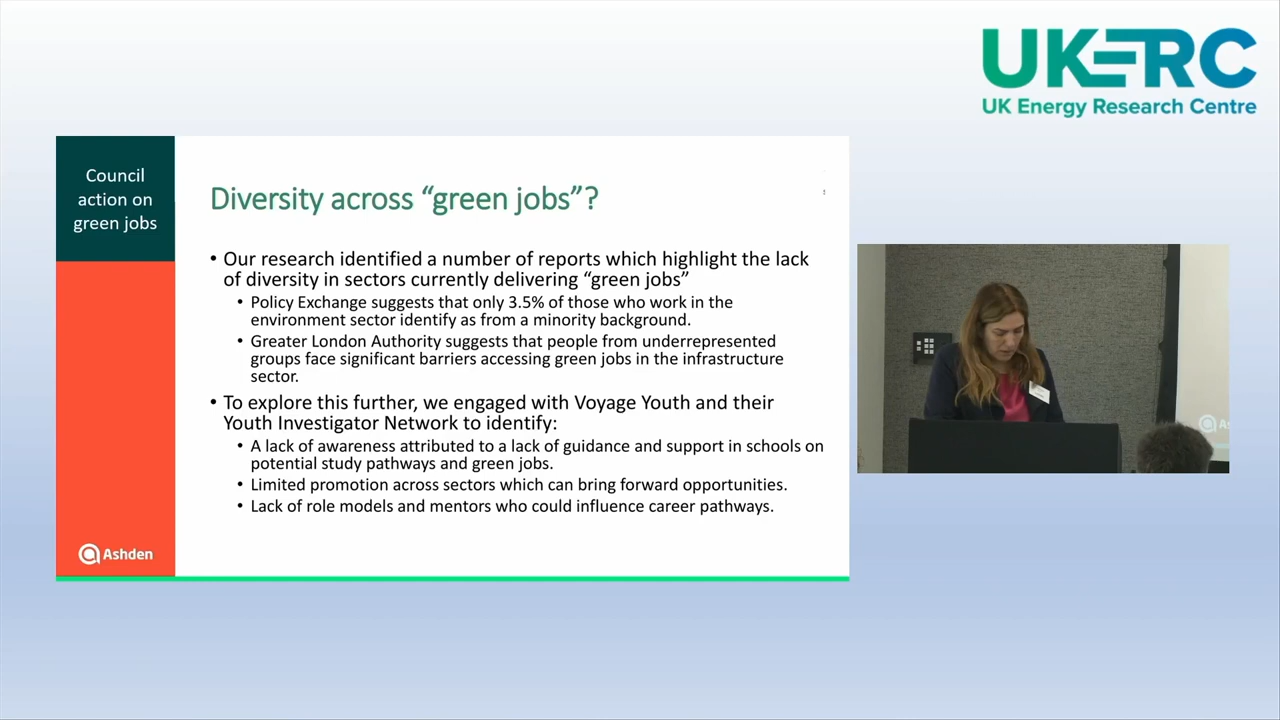 UKERC
UK Energy Research Centre
Council
action on
green jobs
Diversity across “green jobs”?
• Our research identified a number of reports which highlight the lack
of diversity in sectors currently delivering “green jobs”
• Policy Exchange suggests that only 3.5% of those who work in the
environment sector identify as from a minority background.
• Greater London Authority suggests that people from underrepresented
groups face significant barriers accessing green jobs in the infrastructure
sector.
• To explore this further, we engaged with Voyage Youth and their
Youth Investigator Network to identify:
• A lack of awareness attributed to a lack of guidance and support in schools on
potential study pathways and green jobs.
• Limited promotion across sectors which can bring forward opportunities.
• Lack of role models and mentors who could influence career pathways.
Ashden